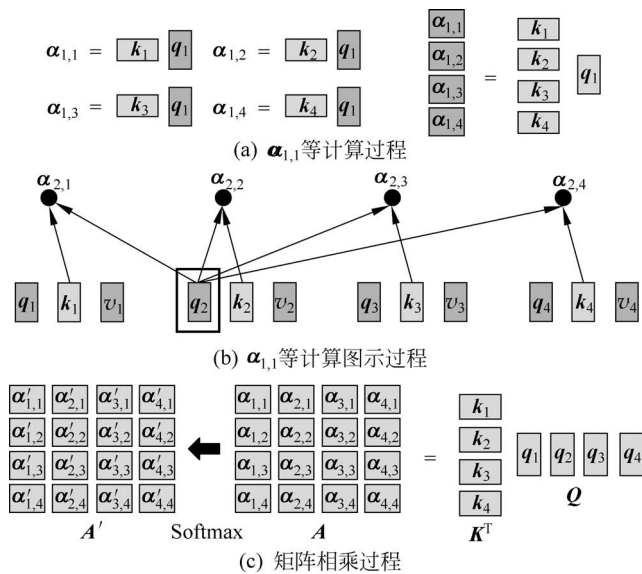 α₁,₁ = k₁ q₁ α₁,₂ = k₂ q₁
α₁,₃ = k₃ q₁ α₁,₄ = k₄ q₁
α₁,₁ k₁
α₁,₂ k₂
= q₁
α₁,₃ k₃
α₁,₄ k₄
(a) α₁,₁等计算过程
α₂,₁ α₂,₂ α₂,₃ α₂,₄
q₁ k₁ v₁ q₂ k₂ v₂ q₃ k₃ v₃ q₄ k₄ v₄
(b) α₁,₁等计算图示过程
α′₁,₁ α′₂,₁ α′₃,₁ α′₄,₁ α₁,₁ α₂,₁ α₃,₁ α₄,₁ k₁
α′₁,₂ α′₂,₂ α′₃,₂ α′₄,₂ α₁,₂ α₂,₂ α₃,₂ α₄,₂ k₂
= q₁ q₂ q₃ q₄
α′₁,₃ α′₂,₃ α′₃,₃ α′₄,₃ α₁,₃ α₂,₃ α₃,₃ α₄,₃ k₃
α′₁,₄ α′₂,₄ α′₃,₄ α′₄,₄ α₁,₄ α₂,₄ α₃,₄ α₄,₄ k₄
A′ Softmax A Kᵀ Q
(c) 矩阵相乘过程